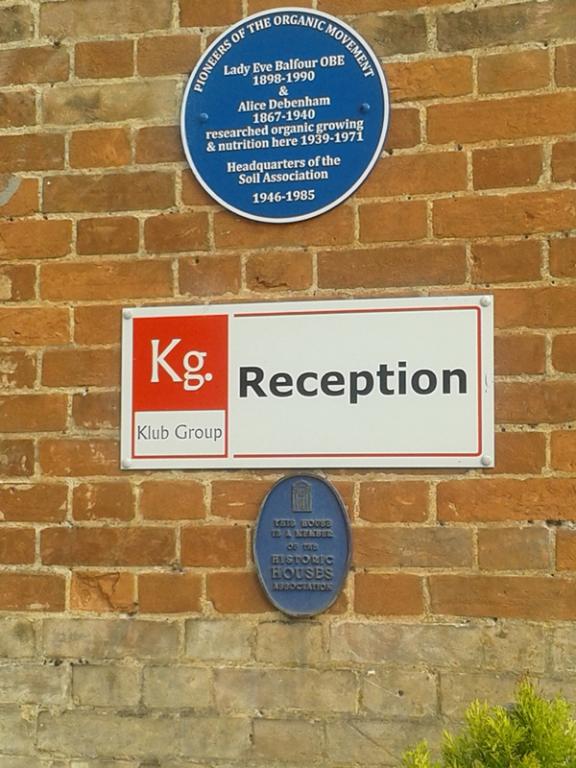 PIONEERS OF THE ORGANIC MOVEMENT
Lady Eve Balfour OBE
1898-1990
&
Alice Debenham
1867-1940
researched organic growing
& nutrition here 1939-1971
Headquarters of the
Soil Association
1946-1985
Kg.
Klub Group
Reception
THIS HOUSE
IS A MEMBER
OF THE
HISTORIC
HOUSES
ASSOCIATION